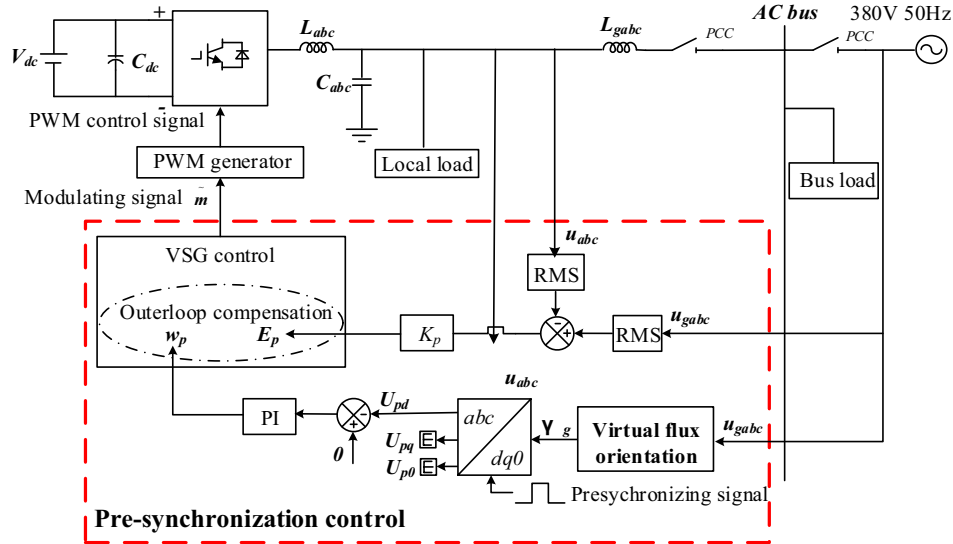 AC bus
380V 50Hz
+
L_abc
L_gabc
PCC
PCC
V_dc
C_dc
C_abc
-
PWM control signal
PWM generator
Local load
Bus load
Modulating signal m
VSG control
u_abc
RMS
Outerloop compensation
w_p
E_p
K_p
-
+
RMS
u_gabc
u_abc
PI
-
+
0
U_pd
U_pq
U_p0
abc
dq0
γ_g
Virtual flux
orientation
u_gabc
Presychronizing signal
Pre-synchronization control